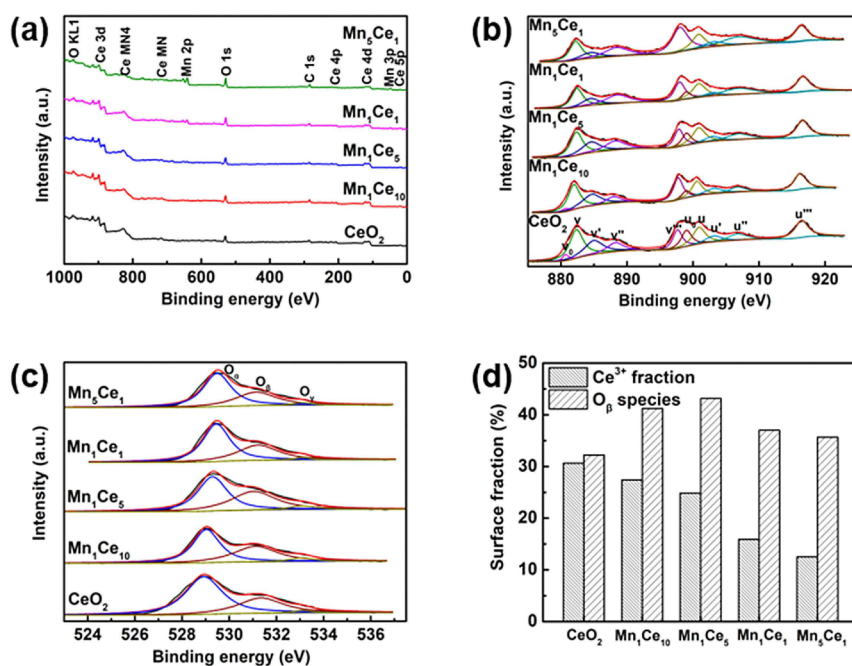 (a)
O KL1
Ce 3d
Ce MN4
Ce MN
Mn 2p
O 1s
C 1s
Ce 4p
Ce 4d
Mn 3p
Ce 5p
Mn₅Ce₁
Mn₁Ce₁
Mn₁Ce₅
Mn₁Ce₁₀
CeO₂
Intensity (a.u.)
1000 800 600 400 200 0
Binding energy (eV)
(b)
Mn₅Ce₁
Mn₁Ce₁
Mn₁Ce₅
Mn₁Ce₁₀
CeO₂
v₀ v v' v'' v''' u₀ u u' u'' u'''
Intensity (a.u.)
880 890 900 910 920
Binding energy (eV)
(c)
Oα Oβ Oγ
Mn₅Ce₁
Mn₁Ce₁
Mn₁Ce₅
Mn₁Ce₁₀
CeO₂
Intensity (a.u.)
524 526 528 530 532 534 536
Binding energy (eV)
(d)
Ce³⁺ fraction
Oβ species
Surface fraction (%)
50
40
30
20
10
0
CeO₂ Mn₁Ce₁₀ Mn₁Ce₅ Mn₁Ce₁ Mn₅Ce₁